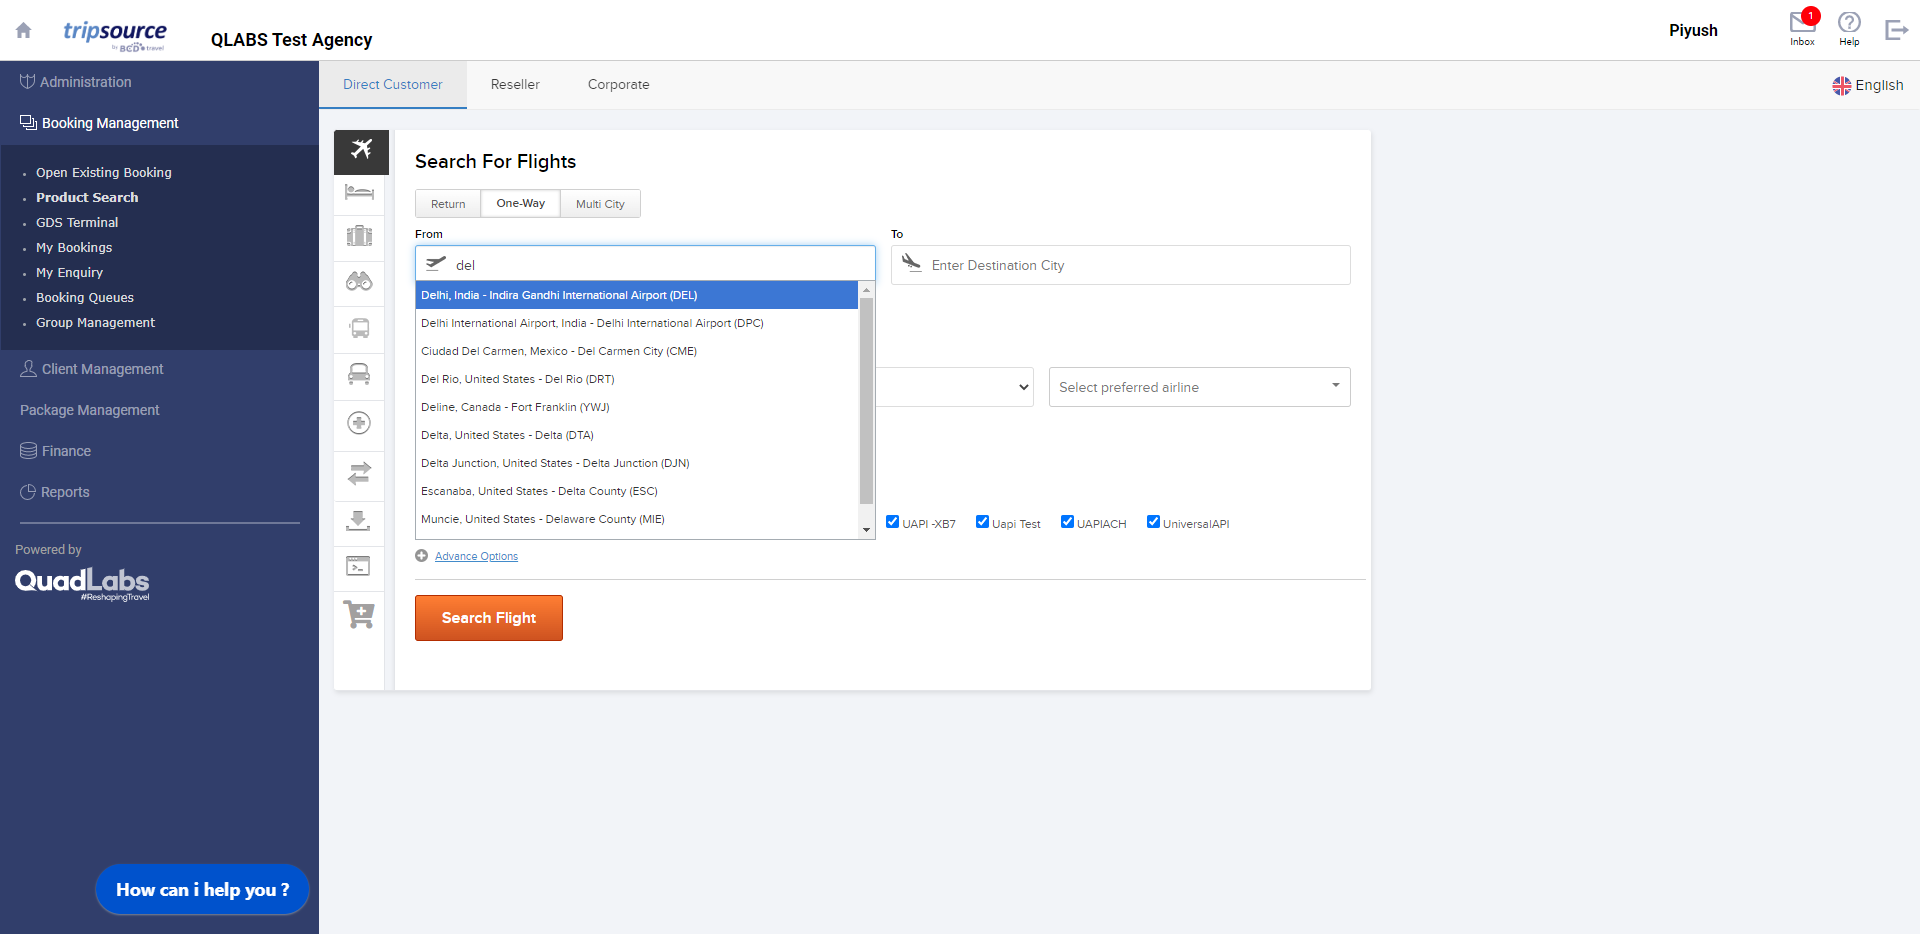 tripsource
by BCD travel
QLABS Test Agency
Piyush
1
Inbox
Help
Administration
Booking Management
Open Existing Booking
Product Search
GDS Terminal
My Bookings
My Enquiry
Booking Queues
Group Management
Client Management
Package Management
Finance
Reports
Powered by
QuadLabs
#ReshapingTravel
How can i help you ?
Direct Customer
Reseller
Corporate
English
Search For Flights
Return
One-Way
Multi City
From
To
del
Enter Destination City
Delhi, India - Indira Gandhi International Airport (DEL)
Delhi International Airport, India - Delhi International Airport (DPC)
Ciudad Del Carmen, Mexico - Del Carmen City (CME)
Del Rio, United States - Del Rio (DRT)
Deline, Canada - Fort Franklin (YWJ)
Delta, United States - Delta (DTA)
Delta Junction, United States - Delta Junction (DJN)
Escanaba, United States - Delta County (ESC)
Muncie, United States - Delaware County (MIE)
Select preferred airline
UAPI -XB7
Uapi Test
UAPIACH
UniversalAPI
Advance Options
Search Flight